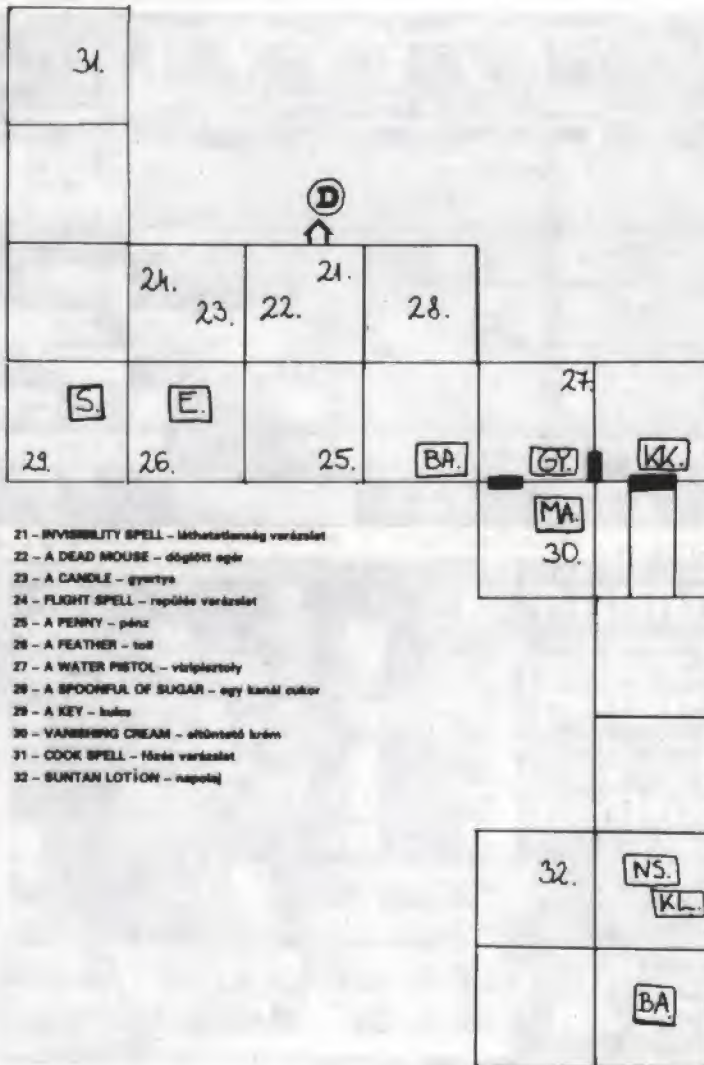 31.
D
24. 21.
23. 22. 28.
27.
S. E.
29. 26. 25. BA. GY. KK.
MA.
30.
21 – INVISIBILITY SPELL – láthatatlanság varázslat
22 – A DEAD MOUSE – döglött egér
23 – A CANDLE – gyertya
24 – FLIGHT SPELL – repülés varázslat
25 – A PENNY – pénz
26 – A FEATHER – toll
27 – A WATER PISTOL – vizipisztoly
28 – A SPOONFUL OF SUGAR – egy kanál cukor
29 – A KEY – kulcs
30 – VANISHING CREAM – eltüntető krém
31 – COOK SPELL – főzés varázslat
32 – SUNTAN LOTION – napolaj
32. NS.
KL.
BA.